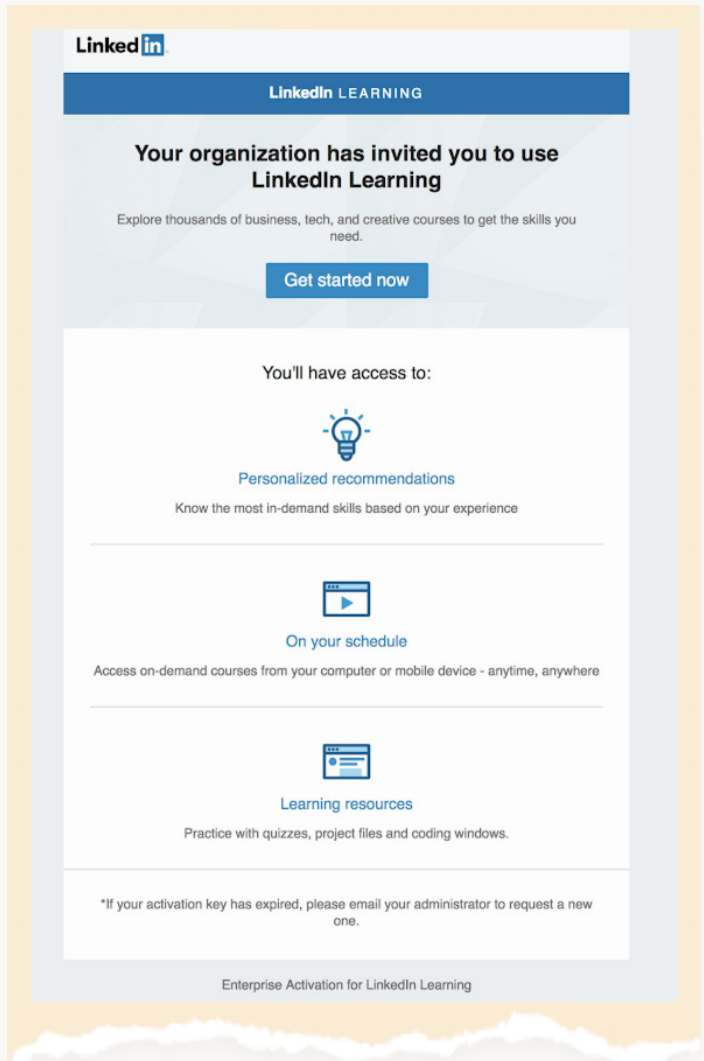 Linked in
LinkedIn LEARNING
Your organization has invited you to use
LinkedIn Learning
Explore thousands of business, tech, and creative courses to get the skills you
need.
Get started now
You'll have access to:
Personalized recommendations
Know the most in-demand skills based on your experience
On your schedule
Access on-demand courses from your computer or mobile device - anytime, anywhere
Learning resources
Practice with quizzes, project files and coding windows.
*If your activation key has expired, please email your administrator to request a new
one.
Enterprise Activation for LinkedIn Learning